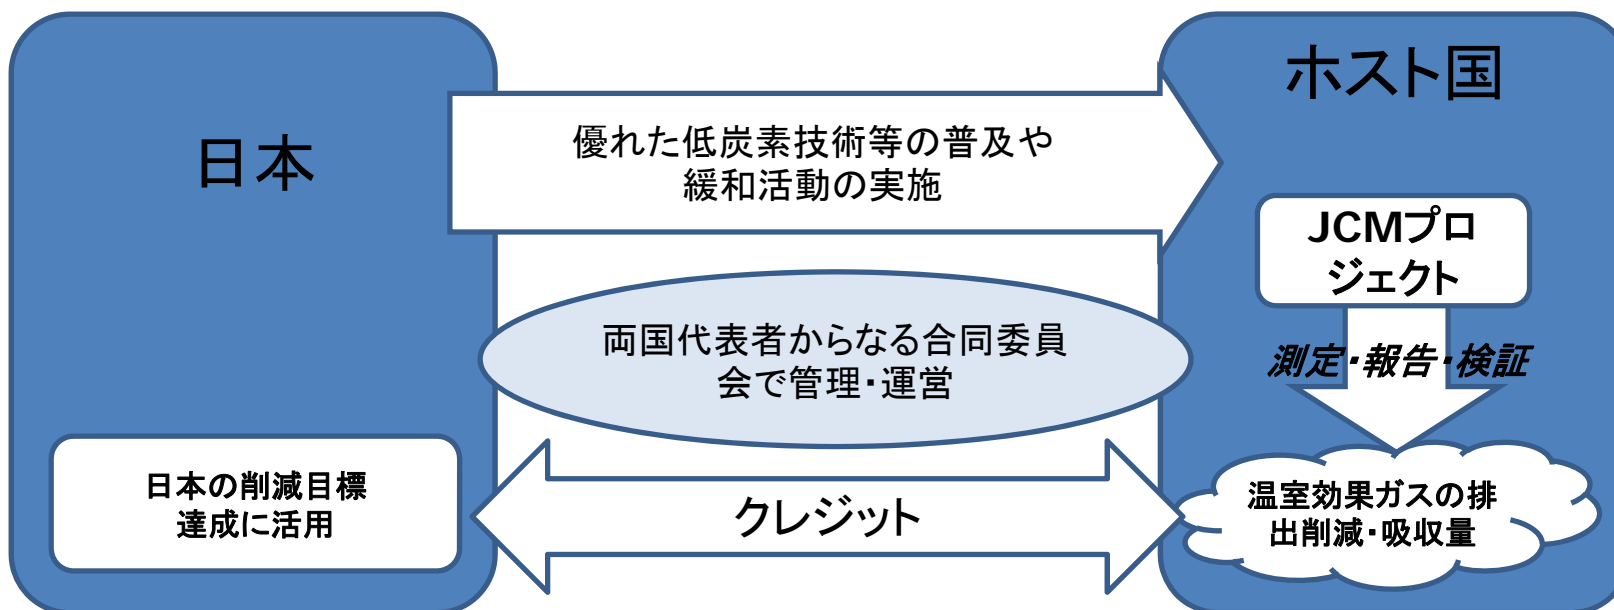 日本
優れた低炭素技術等の普及や
緩和活動の実施
ホスト国
JCMプロ
ジェクト
両国代表者からなる合同委員
会で管理・運営
測定・報告・検証
日本の削減目標
達成に活用
クレジット
温室効果ガスの排
出削減・吸収量